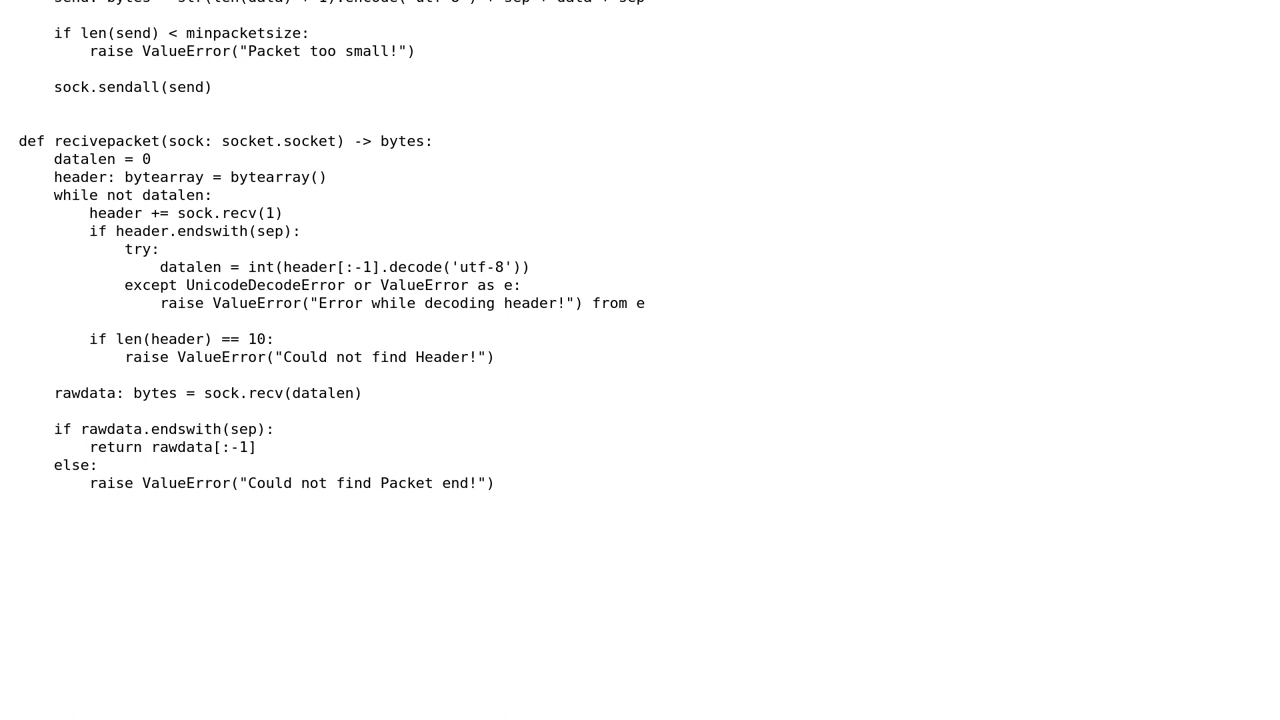 if len(send) < minpacketsize:
        raise ValueError("Packet too small!")

    sock.sendall(send)


def recivepacket(sock: socket.socket) -> bytes:
    datalen = 0
    header: bytearray = bytearray()
    while not datalen:
        header += sock.recv(1)
        if header.endswith(sep):
            try:
                datalen = int(header[:-1].decode('utf-8'))
            except UnicodeDecodeError or ValueError as e:
                raise ValueError("Error while decoding header!") from e

        if len(header) == 10:
            raise ValueError("Could not find Header!")

    rawdata: bytes = sock.recv(datalen)

    if rawdata.endswith(sep):
        return rawdata[:-1]
    else:
        raise ValueError("Could not find Packet end!")